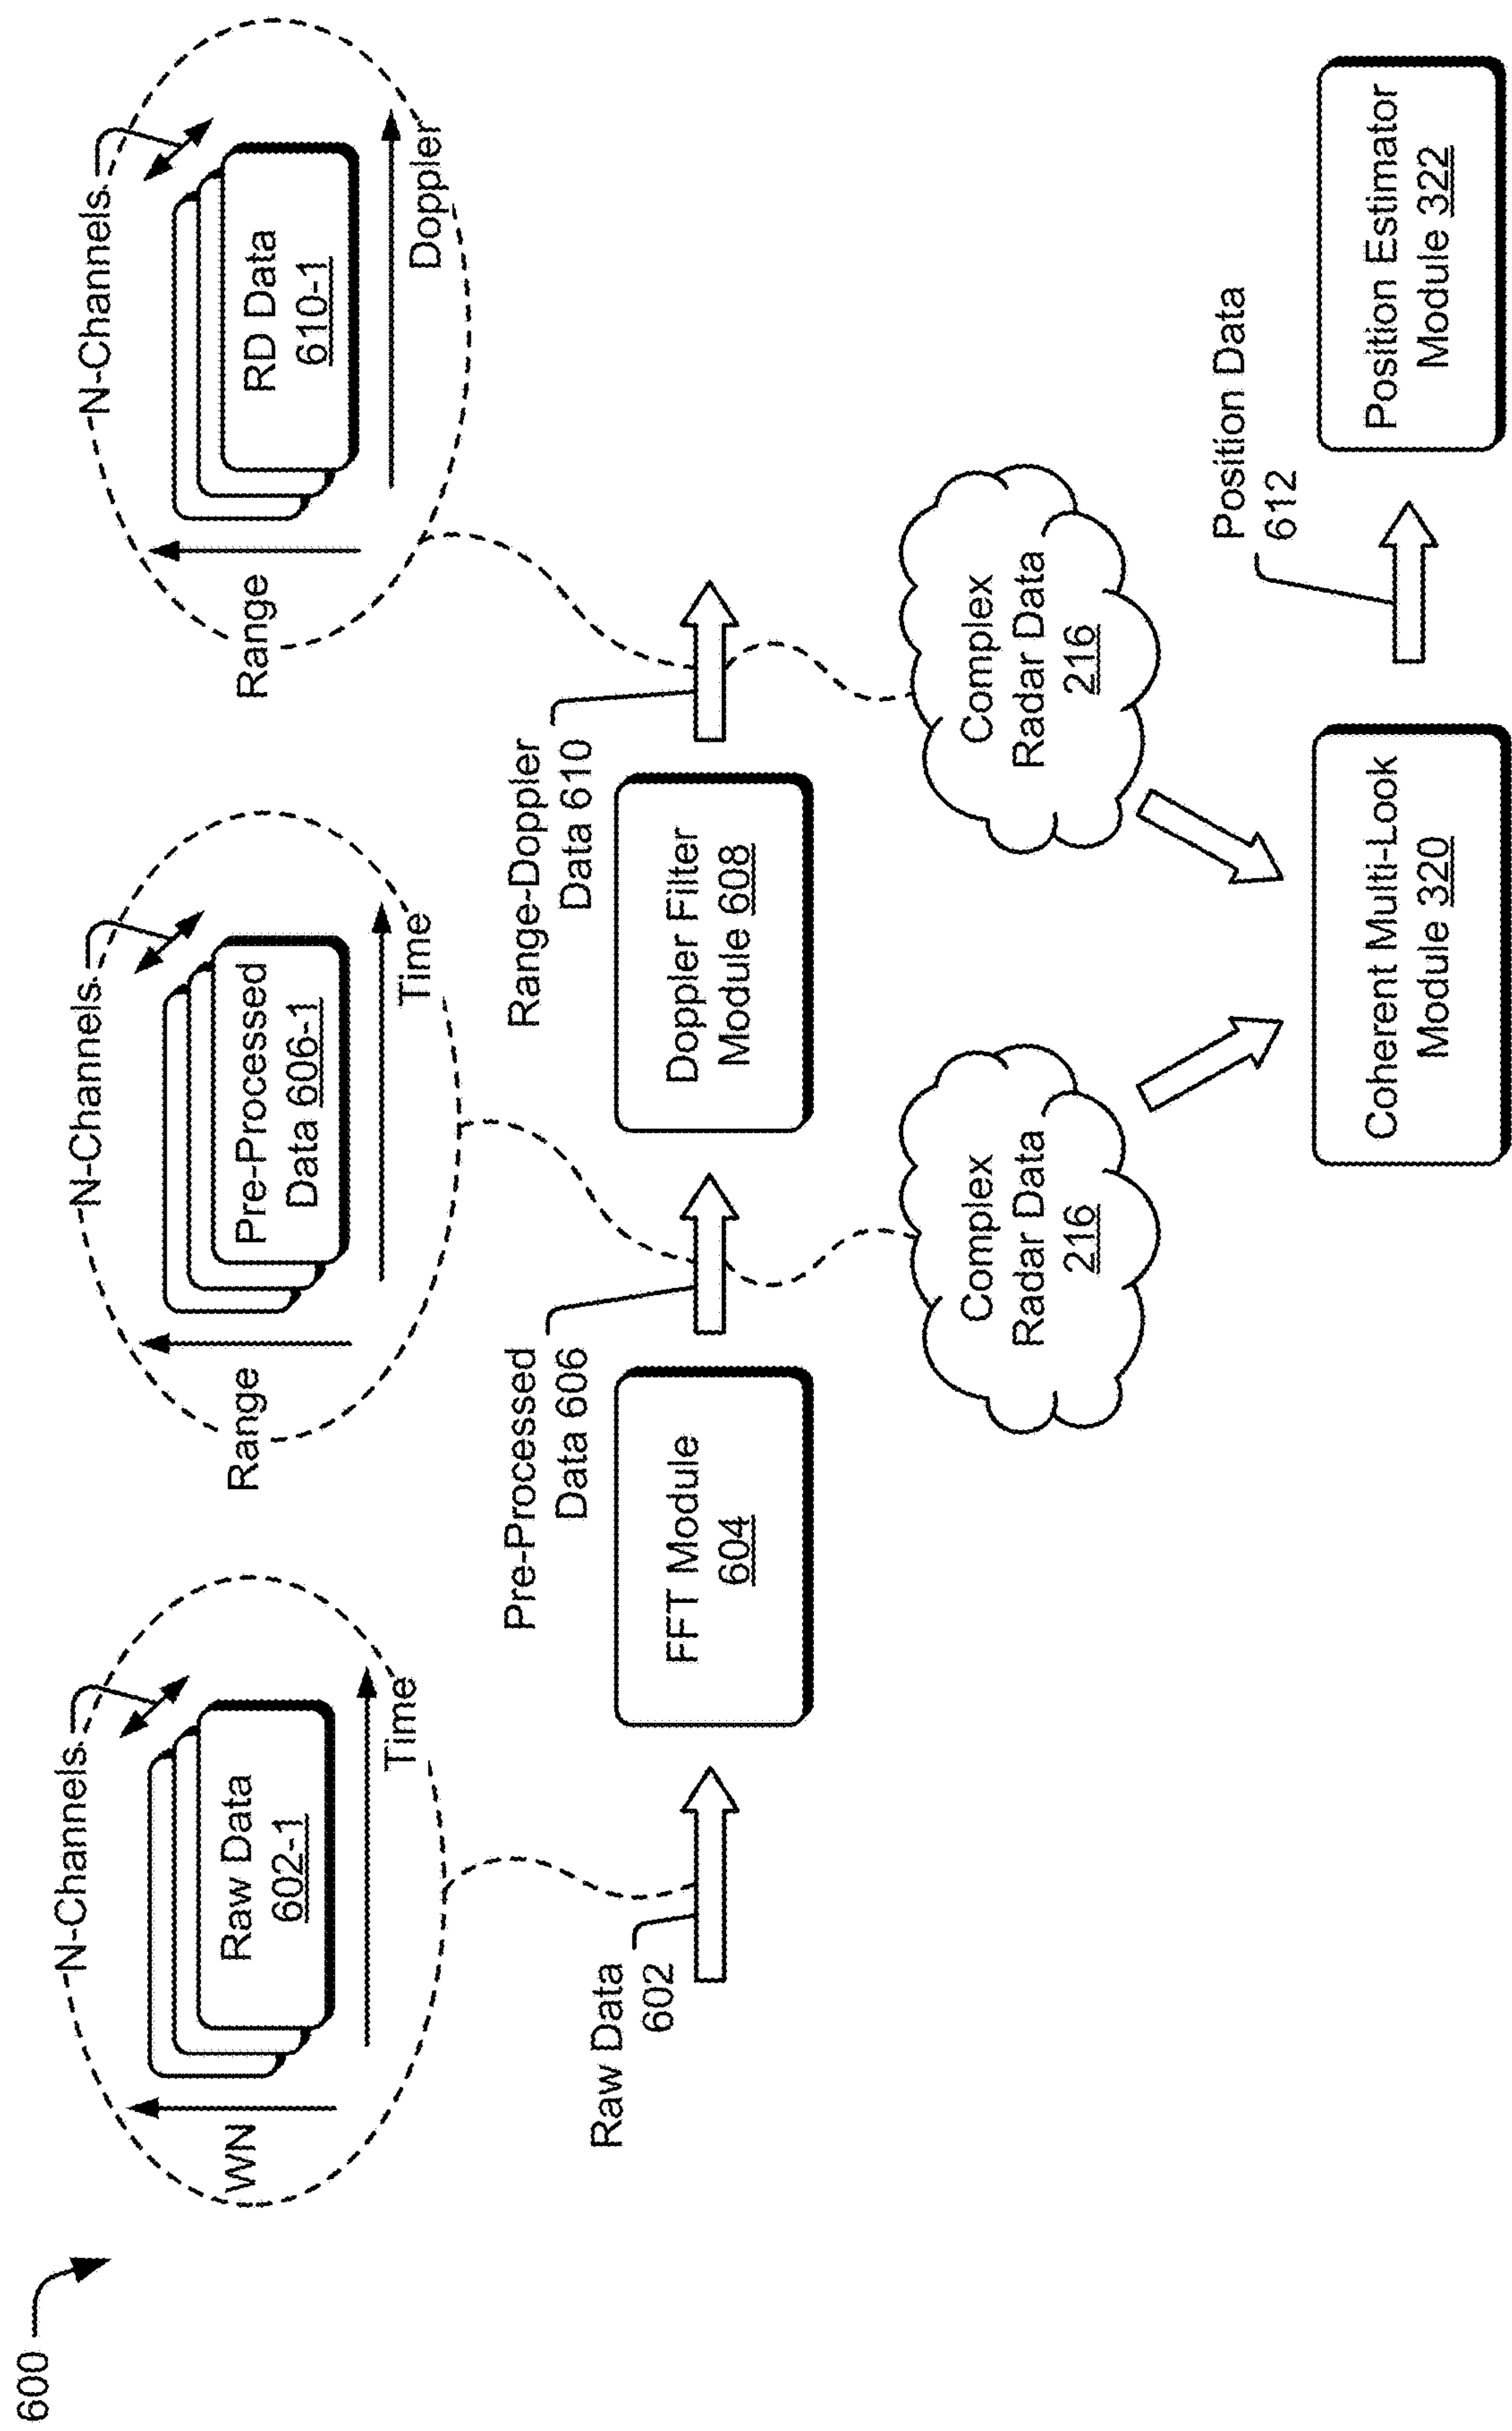 600
N-Channels
WN
Raw Data
602-1
Time
N-Channels
Range
Pre-Processed
Data 606-1
Time
N-Channels
Range
RD Data
610-1
Doppler
Raw Data
602
FFT Module
604
Pre-Processed
Data 606
Doppler Filter
Module 608
Range-Doppler
Data 610
Complex
Radar Data
216
Complex
Radar Data
216
Coherent Multi-Look
Module 320
Position Data
612
Position Estimator
Module 322